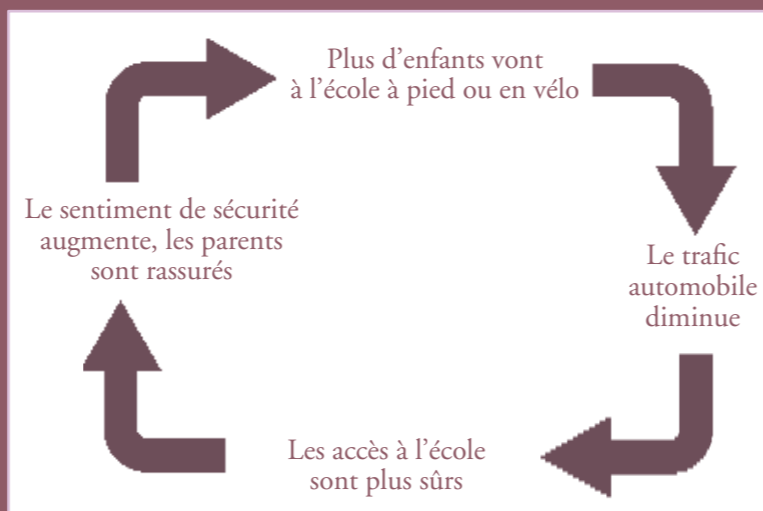 Plus d’enfants vont
à l’école à pied ou en vélo
Le trafic
automobile
diminue
Les accès à l’école
sont plus sûrs
Le sentiment de sécurité
augmente, les parents
sont rassurés